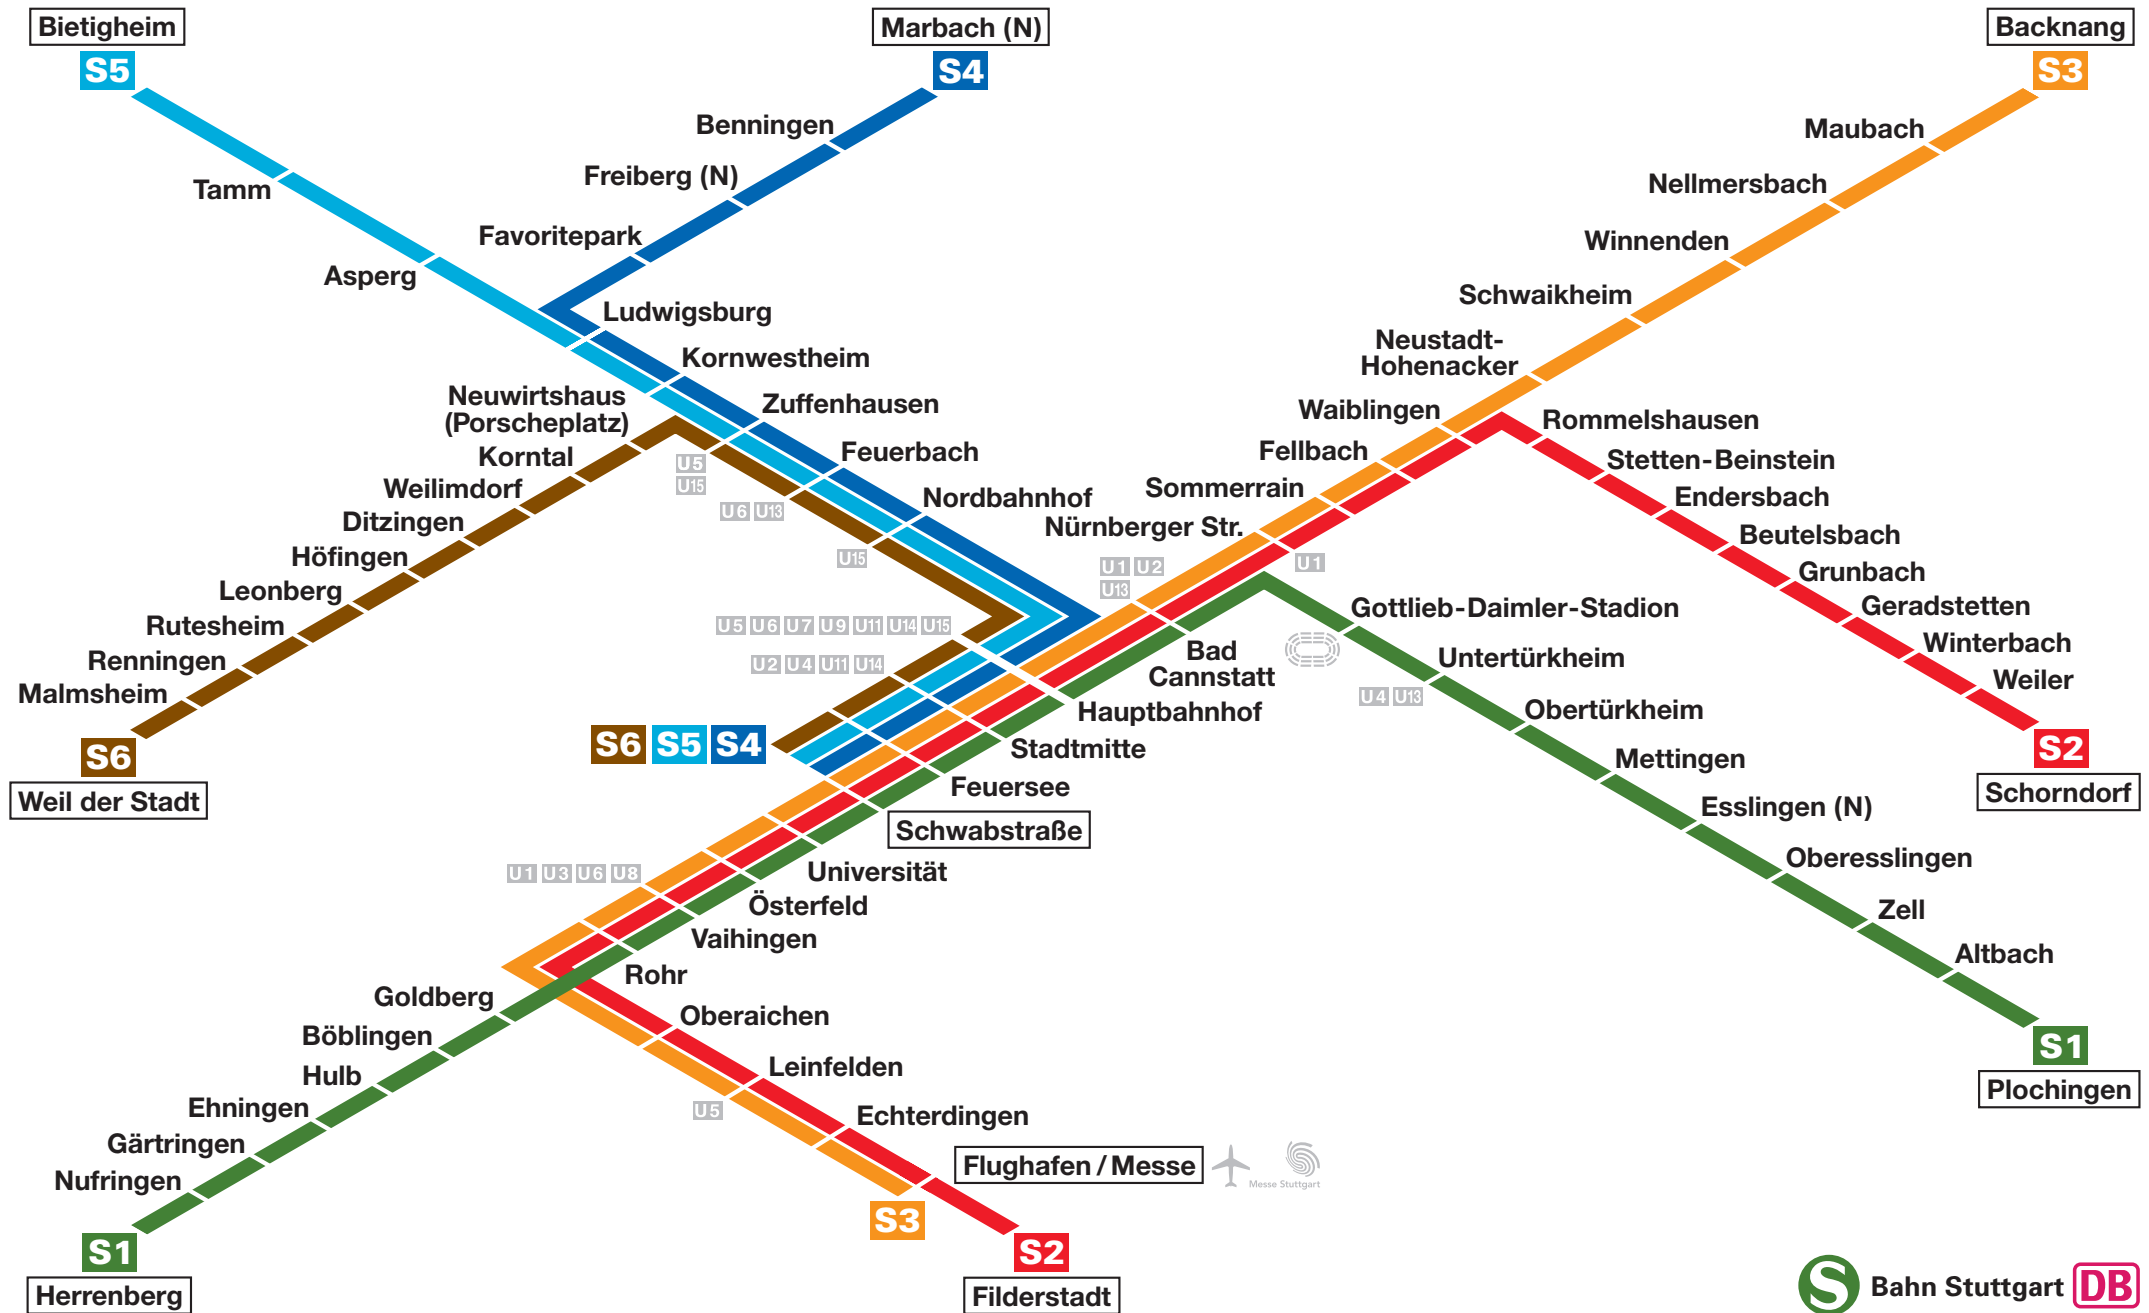 Bietigheim
S5
Marbach (N)
S4
Backnang
S3
Benningen
Freiberg (N)
Favoritepark
Tamm
Asperg
Ludwigsburg
Kornwestheim
Zuffenhausen
Feuerbach
Nordbahnhof
Neuwirtshaus
(Porscheplatz)
Korntal
Weilimdorf
Ditzingen
Höfingen
Leonberg
Rutesheim
Renningen
Malmsheim
S6
Weil der Stadt
U5
U15
U6 U13
U15
U5 U6 U7 U9 U11 U14 U15
U2 U4 U11 U14
S6 S5 S4
Maubach
Nellmersbach
Winnenden
Schwaikheim
Neustadt-
Hohenacker
Waiblingen
Fellbach
Sommerrain
Nürnberger Str.
U1 U2
U13
U1
Rommelshausen
Stetten-Beinstein
Endersbach
Beutelsbach
Grunbach
Geradstetten
Winterbach
Weiler
S2
Schorndorf
Gottlieb-Daimler-Stadion
Untertürkheim
U4 U13
Obertürkheim
Mettingen
Esslingen (N)
Oberesslingen
Zell
Altbach
S1
Plochingen
Bad
Cannstatt
Hauptbahnhof
Stadtmitte
Feuersee
Schwabstraße
Universität
Österfeld
Vaihingen
Rohr
U1 U3 U6 U8
Goldberg
Böblingen
Hulb
Ehningen
Gärtringen
Nufringen
S1
Herrenberg
Oberaichen
Leinfelden
U5
Echterdingen
Flughafen / Messe
Messe Stuttgart
S3
S2
Filderstadt
S Bahn Stuttgart DB